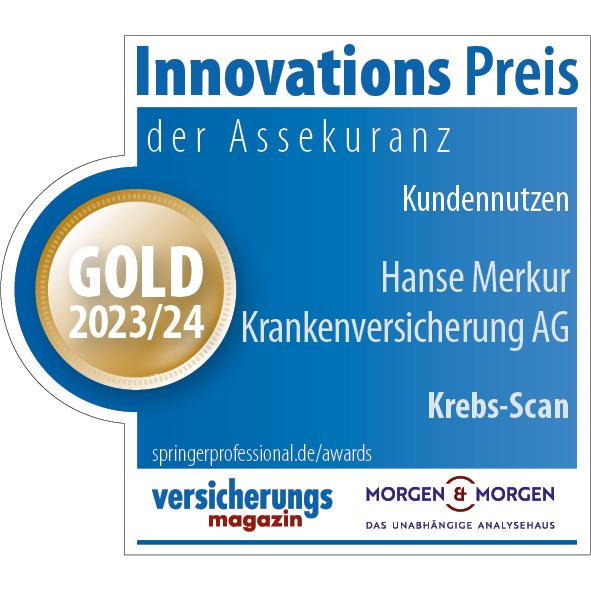 Innovations Preis
der Assekuranz
Kundennutzen
GOLD
2023/24
Hanse Merkur
Krankenversicherung AG
Krebs-Scan
springerprofessional.de/awards
versicherungs
magazin
MORGEN & MORGEN
DAS UNABHÄNGIGE ANALYSEHAUS